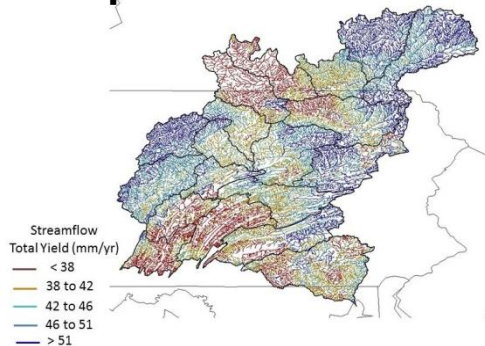 Streamflow
Total Yield (mm/yr)
< 38
38 to 42
42 to 46
46 to 51
> 51